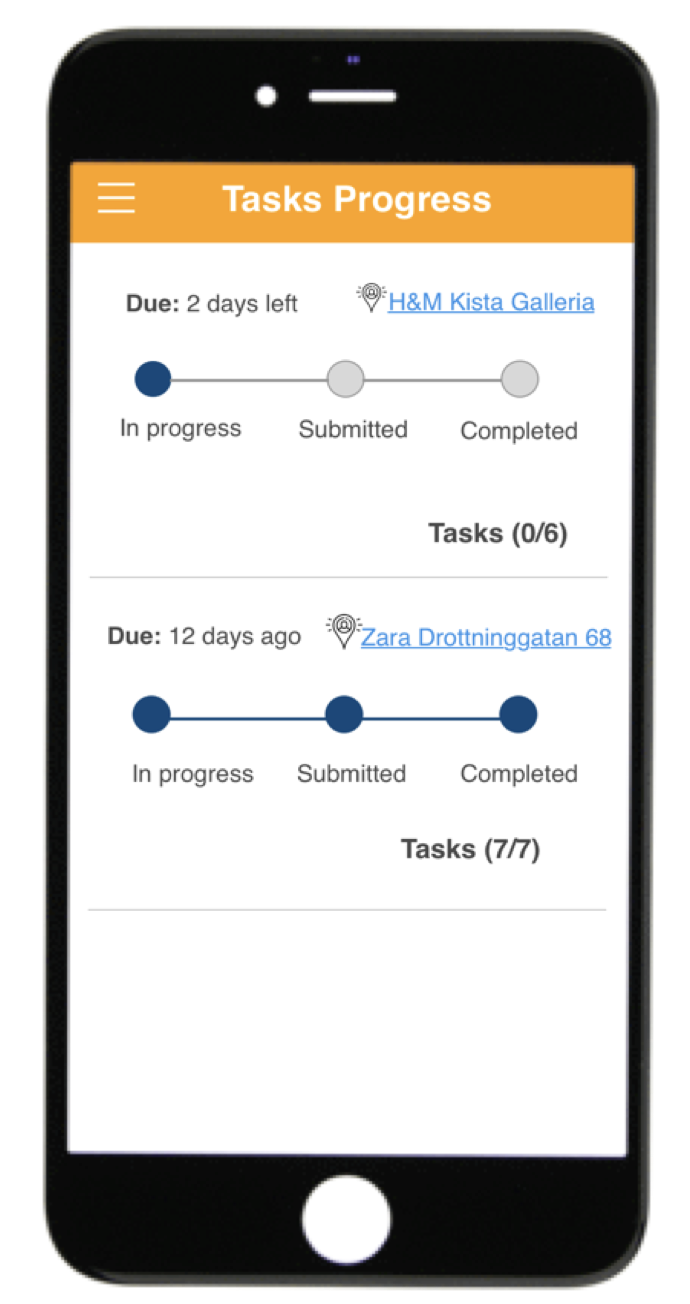 Tasks Progress
Due: 2 days left H&M Kista Galleria
In progress Submitted Completed
Tasks (0/6)
Due: 12 days ago Zara Drottninggatan 68
In progress Submitted Completed
Tasks (7/7)